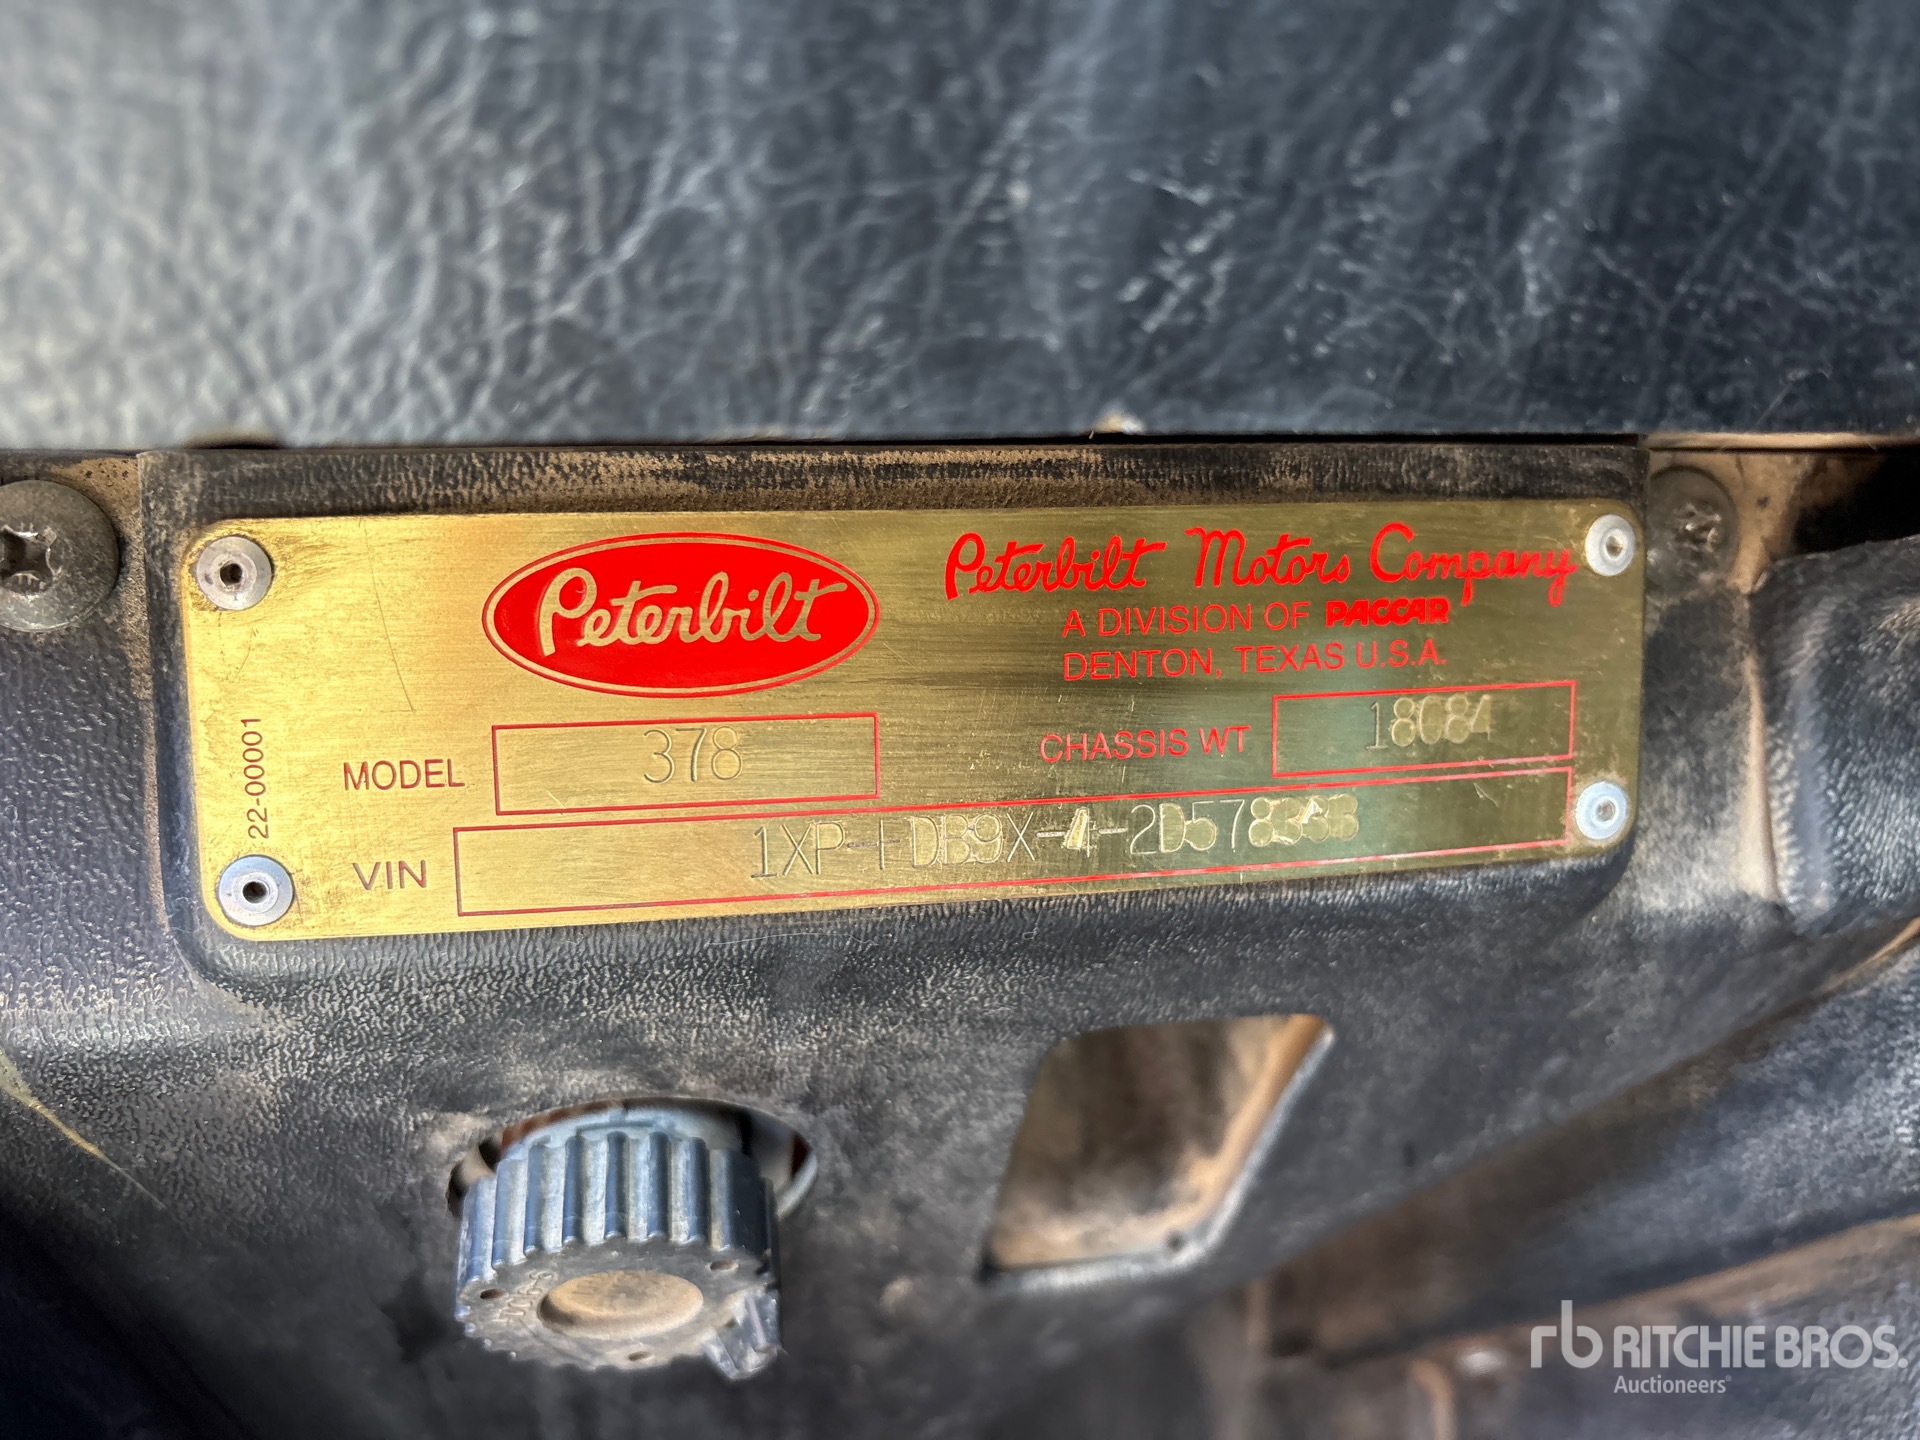 Peterbilt
Peterbilt Motors Company
A DIVISION OF PACCAR
DENTON, TEXAS U.S.A.
MODEL 378
CHASSIS WT 18084
22-00001
VIN
rb RITCHIE BROS.
Auctioneers